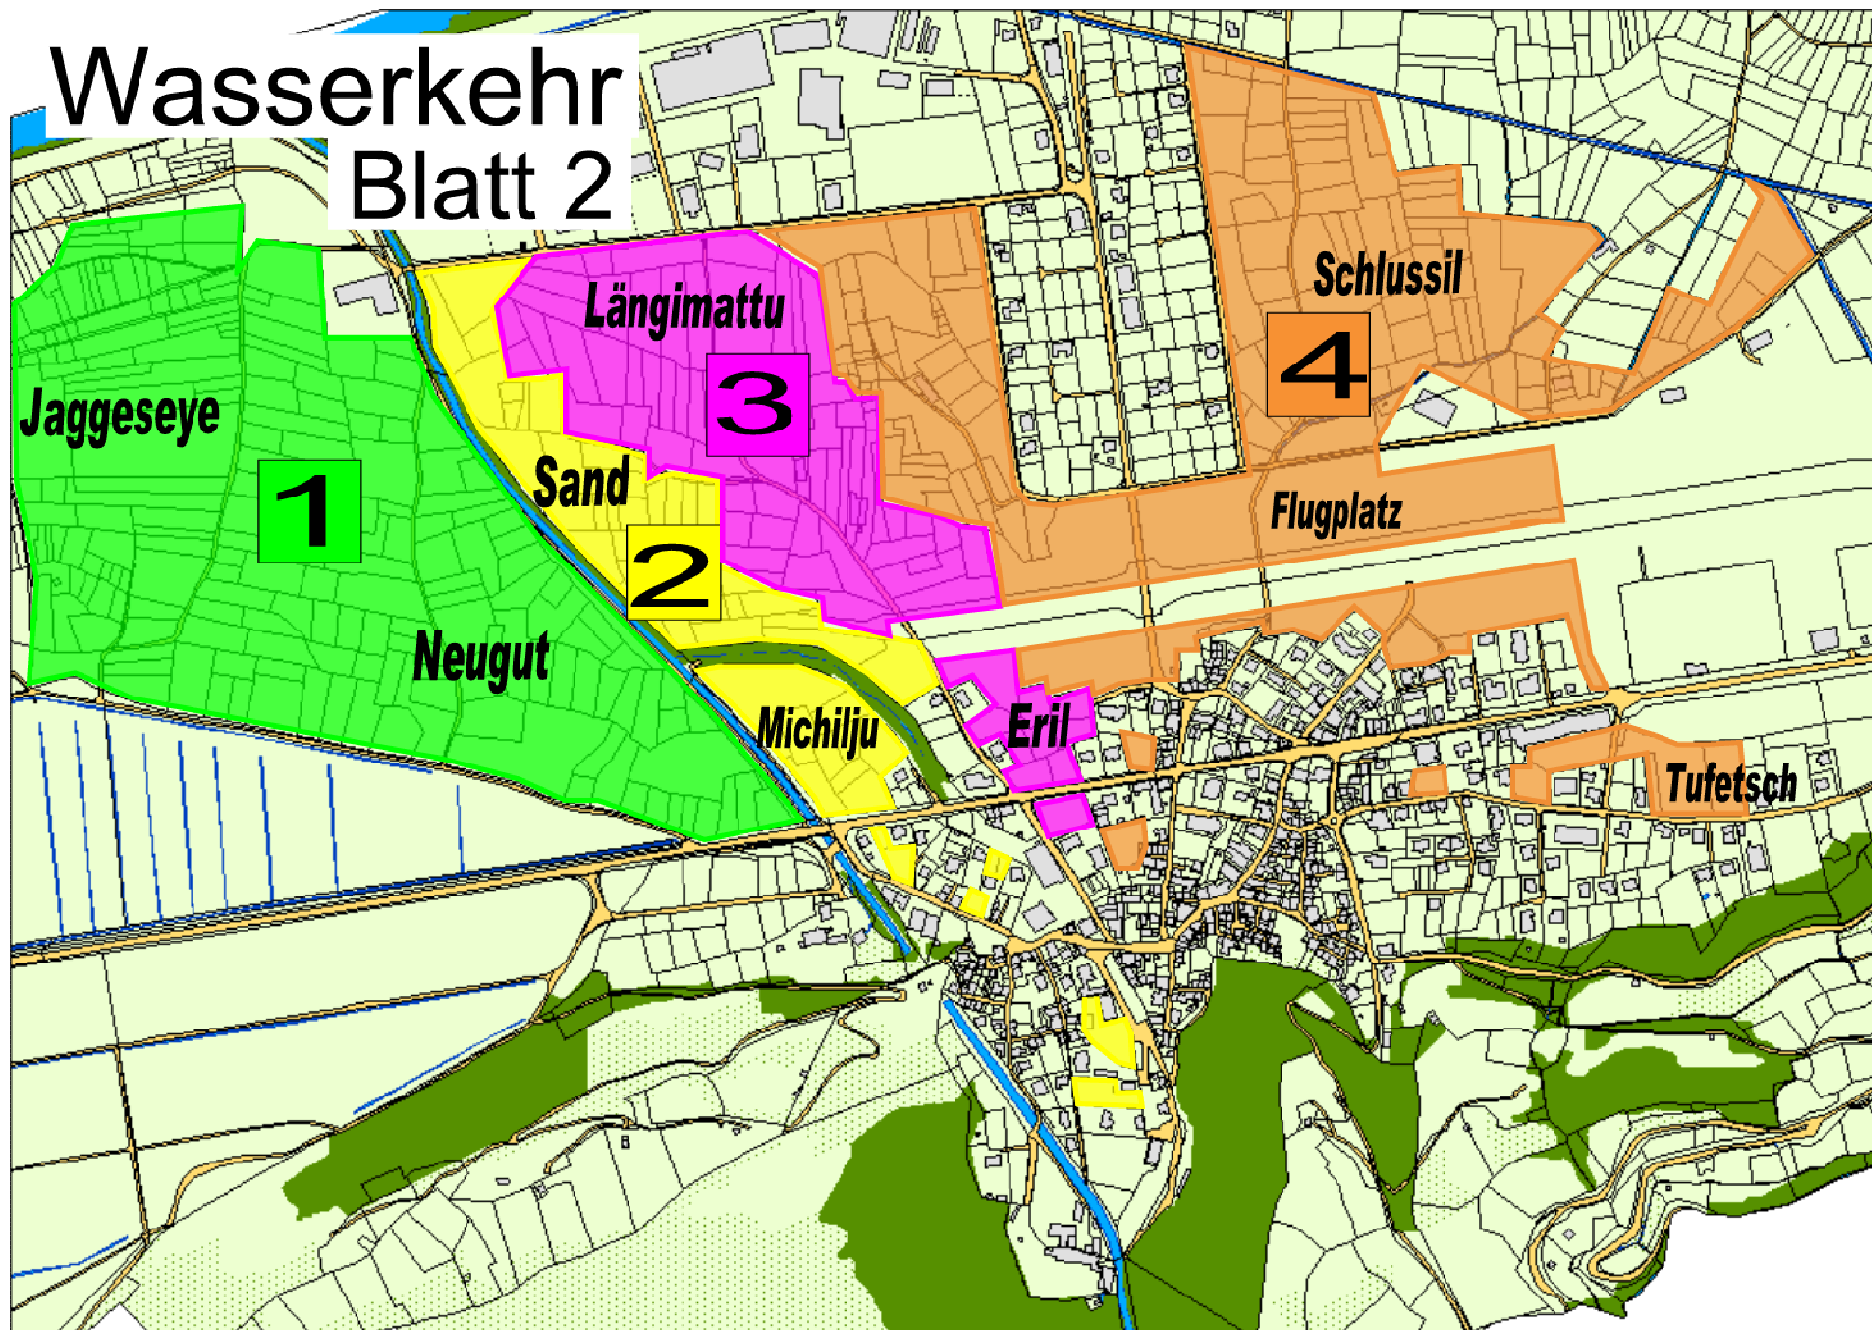 Wasserkehr
Blatt 2
Schlussil
Längimattu
4
3
Jaggeseye
Sand
1
Flugplatz
2
Neugut
Michilju
Eril
Tufetsch